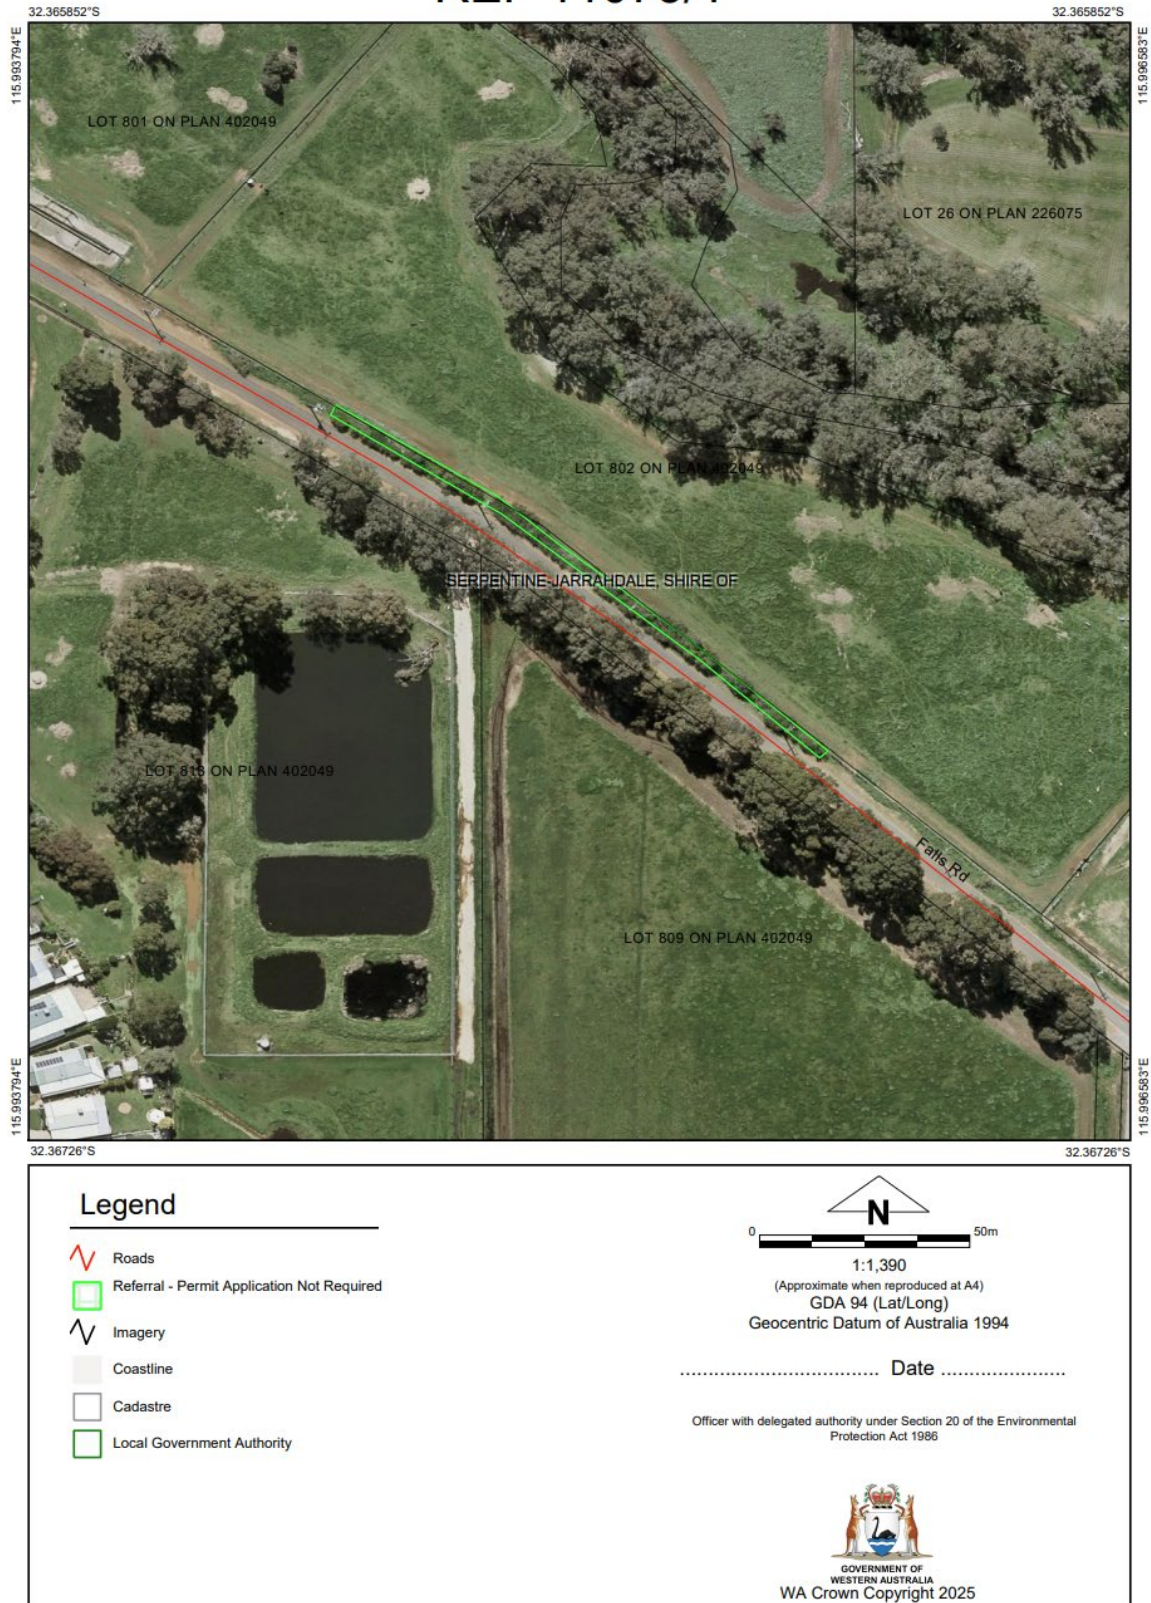 32.365852°S
32.365852°S
115.993794°E
115.996583°E
LOT 801 ON PLAN 402049
LOT 26 ON PLAN 226075
LOT 802 ON PLAN 402049
SERPENTINE-JARRAHDALE, SHIRE OF
LOT 813 ON PLAN 402049
Falls Rd
LOT 809 ON PLAN 402049
115.993794°E
115.996583°E
32.36726°S
32.36726°S
Legend
Roads
Referral - Permit Application Not Required
Imagery
Coastline
Cadastre
Local Government Authority
N
0
50m
1:1,390
(Approximate when reproduced at A4)
GDA 94 (Lat/Long)
Geocentric Datum of Australia 1994
.................................. Date ......................
Officer with delegated authority under Section 20 of the Environmental
Protection Act 1986
GOVERNMENT OF
WESTERN AUSTRALIA
WA Crown Copyright 2025